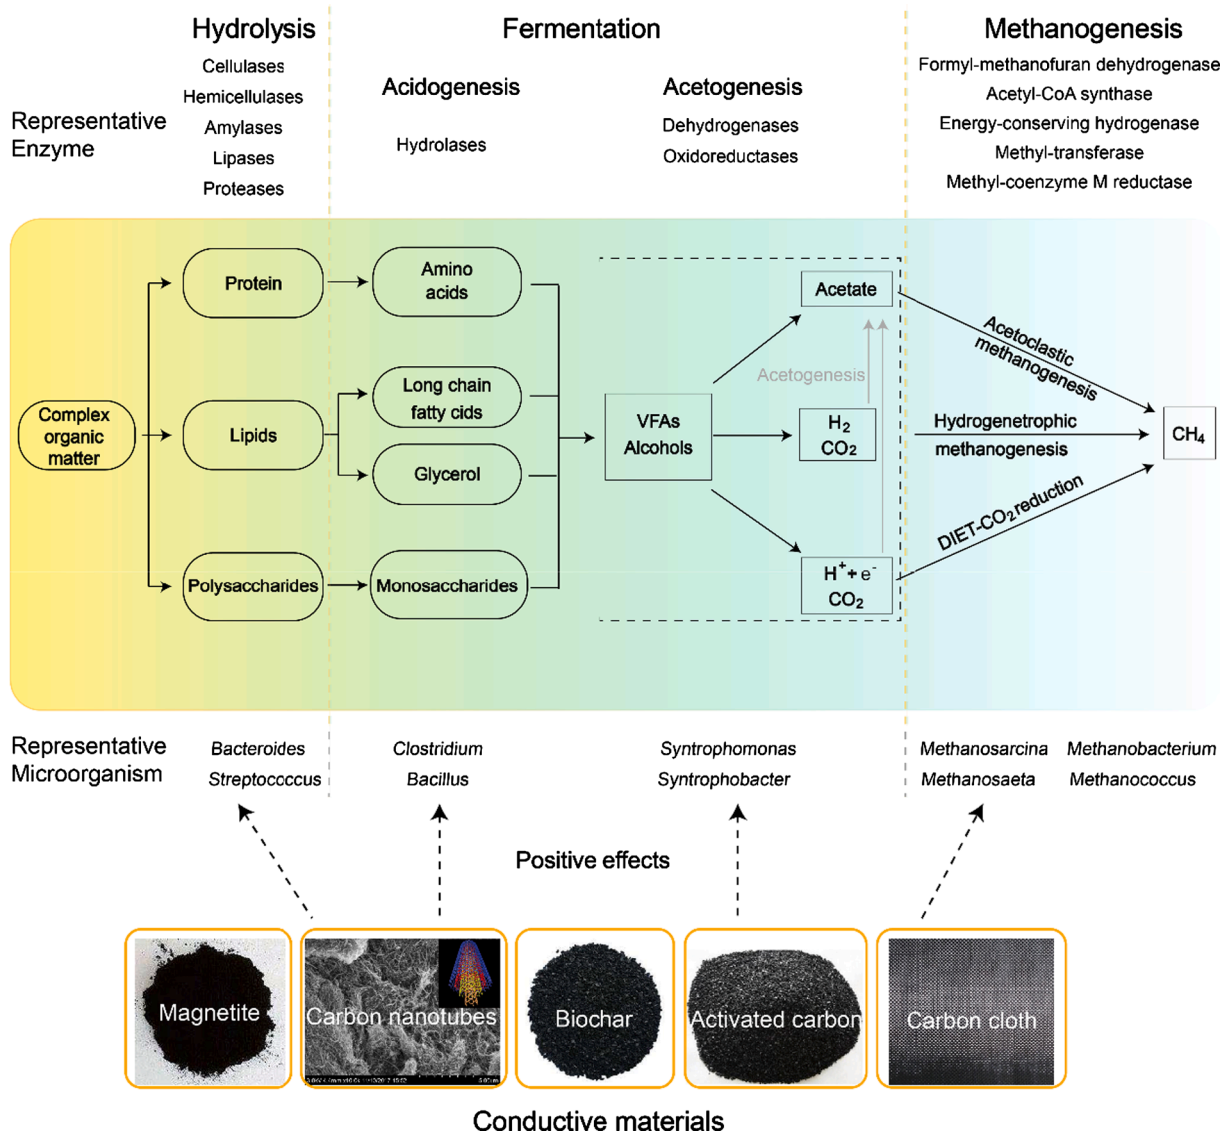 Hydrolysis
Fermentation
Methanogenesis
Representative
Enzyme
Cellulases
Hemicellulases
Amylases
Lipases
Proteases
Acidogenesis
Hydrolases
Acetogenesis
Dehydrogenases
Oxidoreductases
Formyl-methanofuran dehydrogenase
Acetyl-CoA synthase
Energy-conserving hydrogenase
Methyl-transferase
Methyl-coenzyme M reductase
Complex
organic
matter
Protein
Lipids
Polysaccharides
Amino
acids
Long chain
fatty cids
Glycerol
Monosaccharides
VFAs
Alcohols
Acetate
Acetogenesis
H₂
CO₂
H⁺+ e⁻
CO₂
Acetoclastic
methanogenesis
Hydrogenetrophic
methanogenesis
DIET-CO₂ reduction
CH₄
Representative
Microorganism
Bacteroides
Streptococcus
Clostridium
Bacillus
Syntrophomonas
Syntrophobacter
Methanosarcina
Methanosaeta
Methanobacterium
Methanococcus
Positive effects
Magnetite
Carbon nanotubes
5.00um
Biochar
Activated carbon
Carbon cloth
Conductive materials